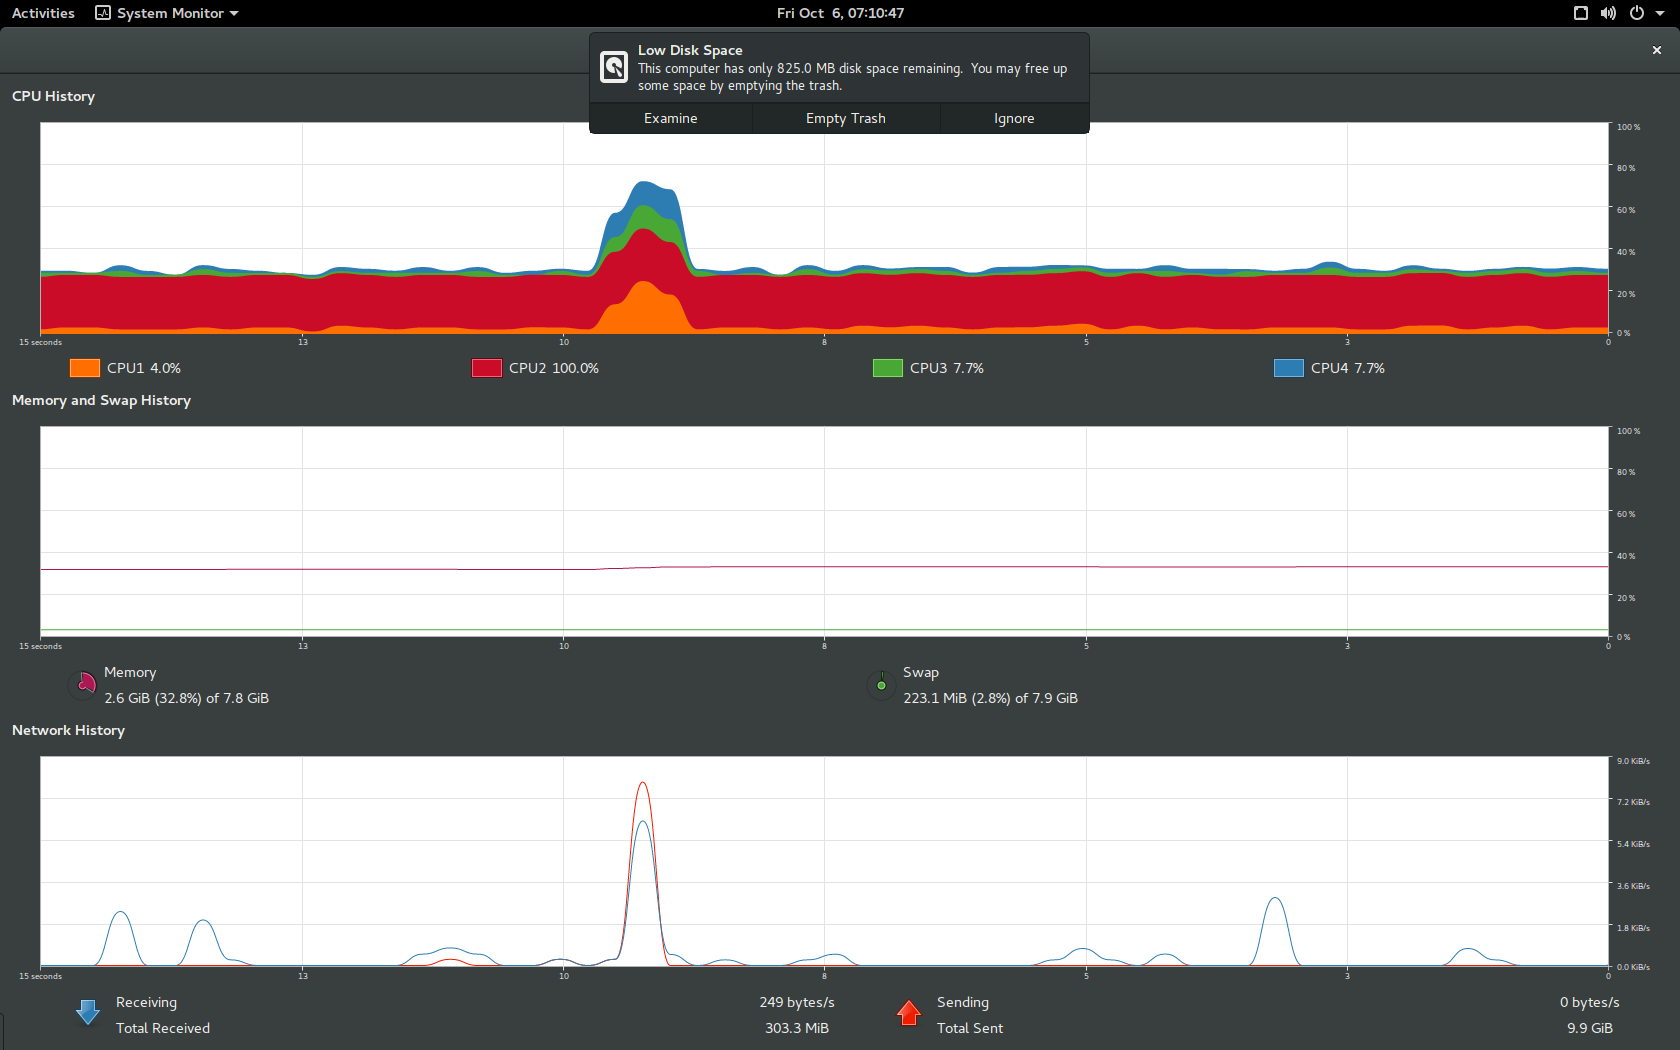 Activities System Monitor Fri Oct 6, 07:10:47
Low Disk Space
This computer has only 825.0 MB disk space remaining. You may free up
some space by emptying the trash.
Examine Empty Trash Ignore
CPU History
100 %
80 %
60 %
40 %
20 %
0 %
15 seconds 13 10 8 5 3 0
CPU1 4.0% CPU2 100.0% CPU3 7.7% CPU4 7.7%
Memory and Swap History
100 %
80 %
60 %
40 %
20 %
0 %
15 seconds 13 10 8 5 3 0
Memory Swap
2.6 GiB (32.8%) of 7.8 GiB 223.1 MiB (2.8%) of 7.9 GiB
Network History
9.0 KiB/s
7.2 KiB/s
5.4 KiB/s
3.6 KiB/s
1.8 KiB/s
0.0 KiB/s
15 seconds 13 10 8 5 3 0
Receiving 249 bytes/s Sending 0 bytes/s
Total Received 303.3 MiB Total Sent 9.9 GiB